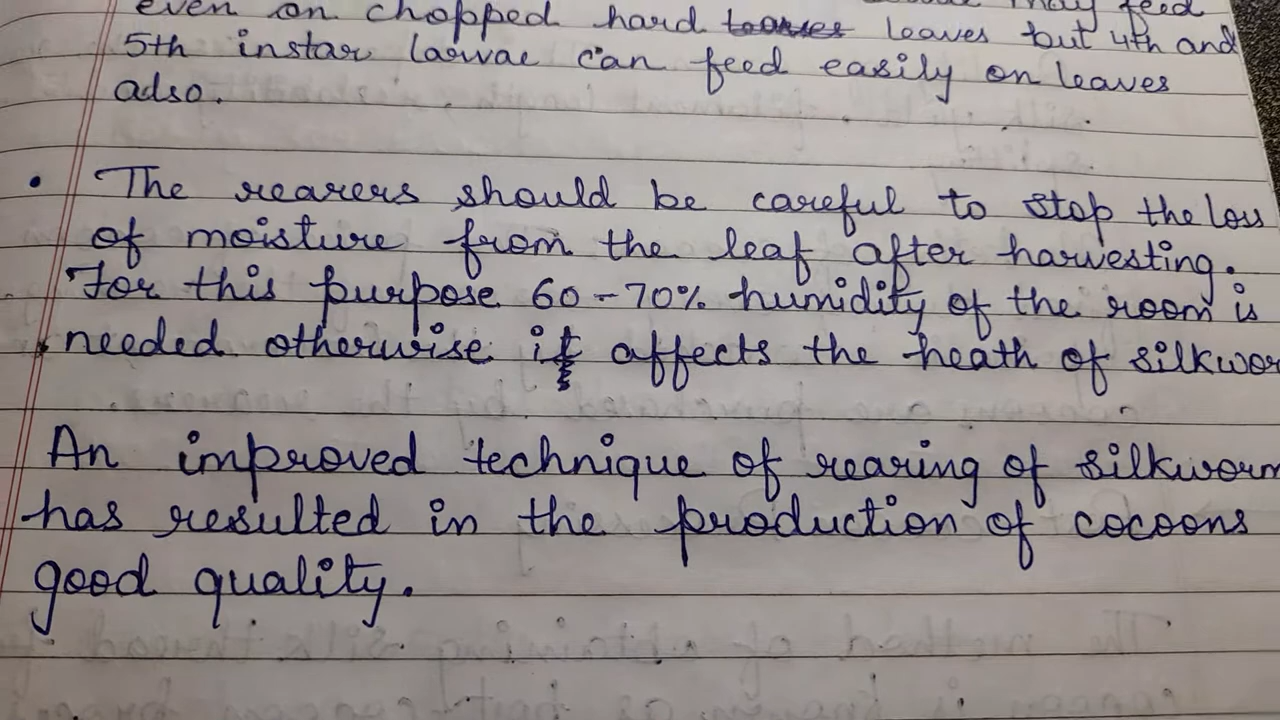 even on chopped hard leaves but 4th and
5th instar larvae can feed easily on leaves
also.
• The rearers should be careful to stop the loss
of moisture from the leaf after harvesting.
For this purpose 60-70% humidity of the room is
needed otherwise it affects the heath of silkwor
An improved technique of rearing of silkworm
has resulted in the production of cocoons
good quality.